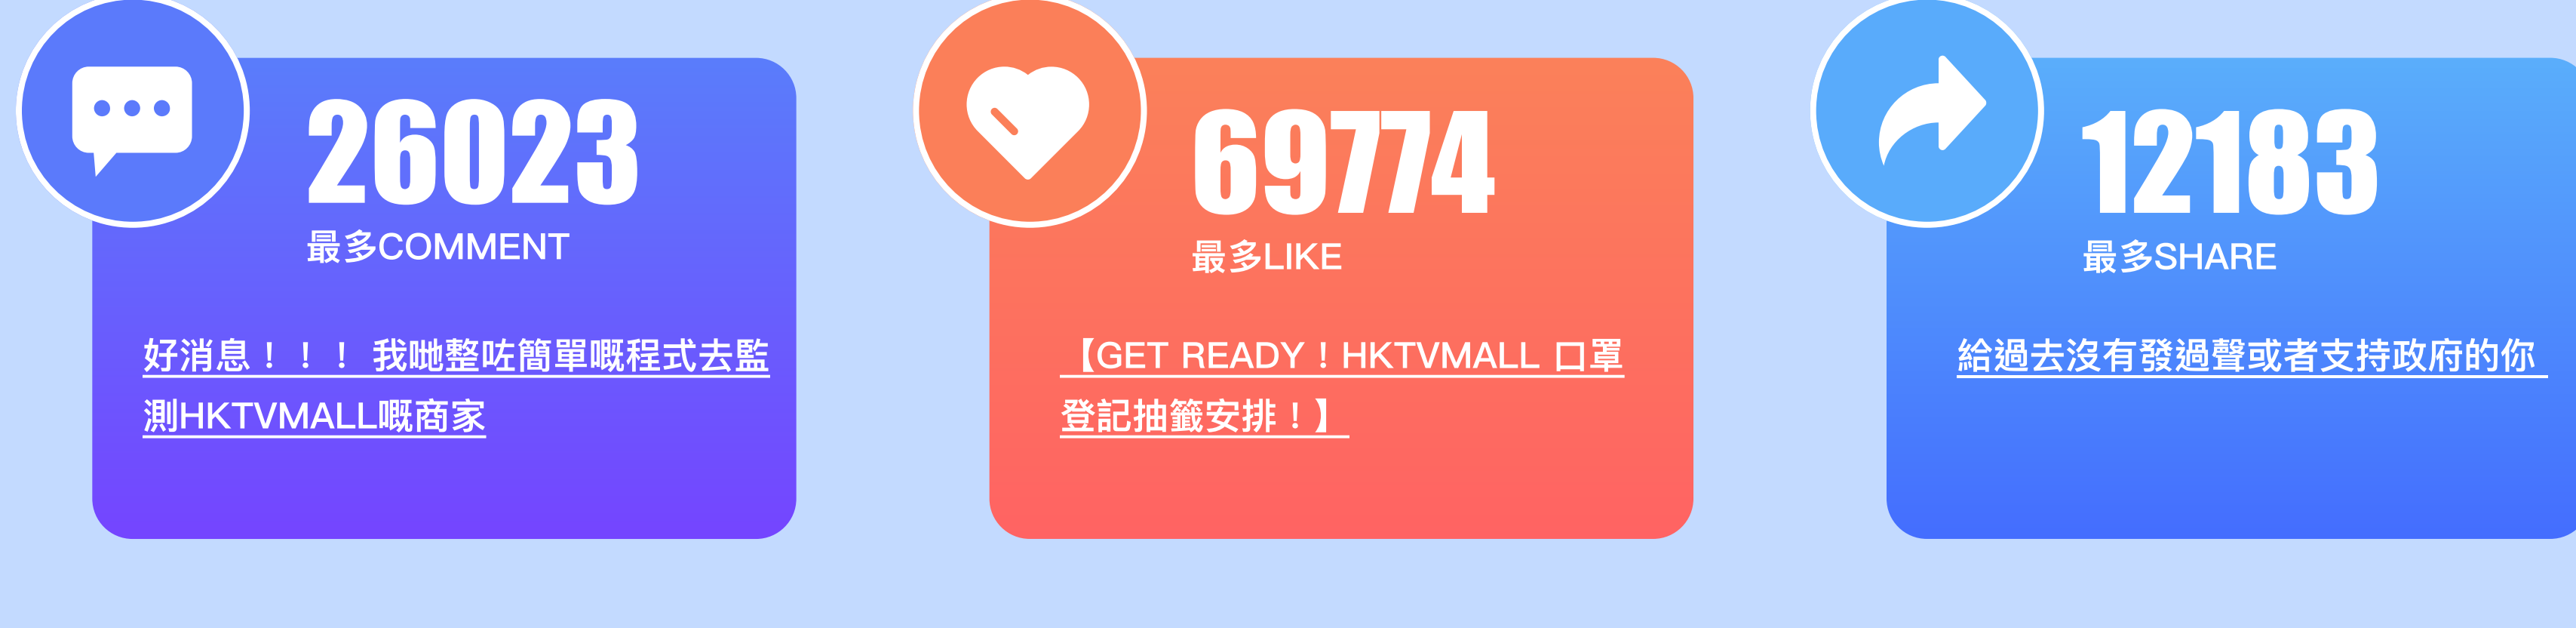 26023
最多COMMENT
好消息！！！ 我哋整咗簡單嘅程式去監
測HKTVMALL嘅商家
69774
最多LIKE
【GET READY！HKTVMALL 口罩
登記抽籤安排！】
12183
最多SHARE
給過去沒有發過聲或者支持政府的你